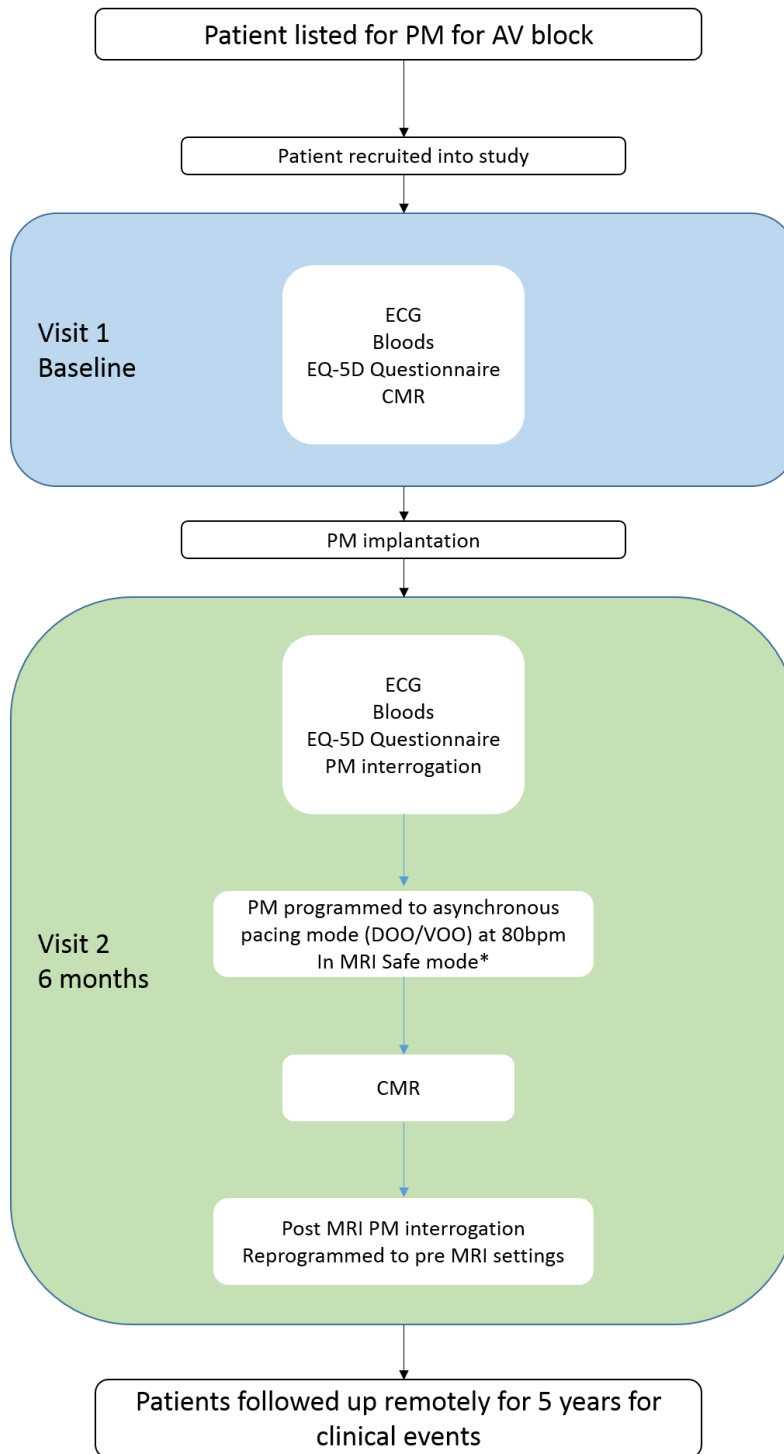 Patient listed for PM for AV block
Patient recruited into study
Visit 1
Baseline
ECG
Bloods
EQ-5D Questionnaire
CMR
PM implantation
ECG
Bloods
EQ-5D Questionnaire
PM interrogation
Visit 2
6 months
PM programmed to asynchronous
pacing mode (DOO/VOO) at 80bpm
In MRI Safe mode*
CMR
Post MRI PM interrogation
Reprogrammed to pre MRI settings
Patients followed up remotely for 5 years for
clinical events